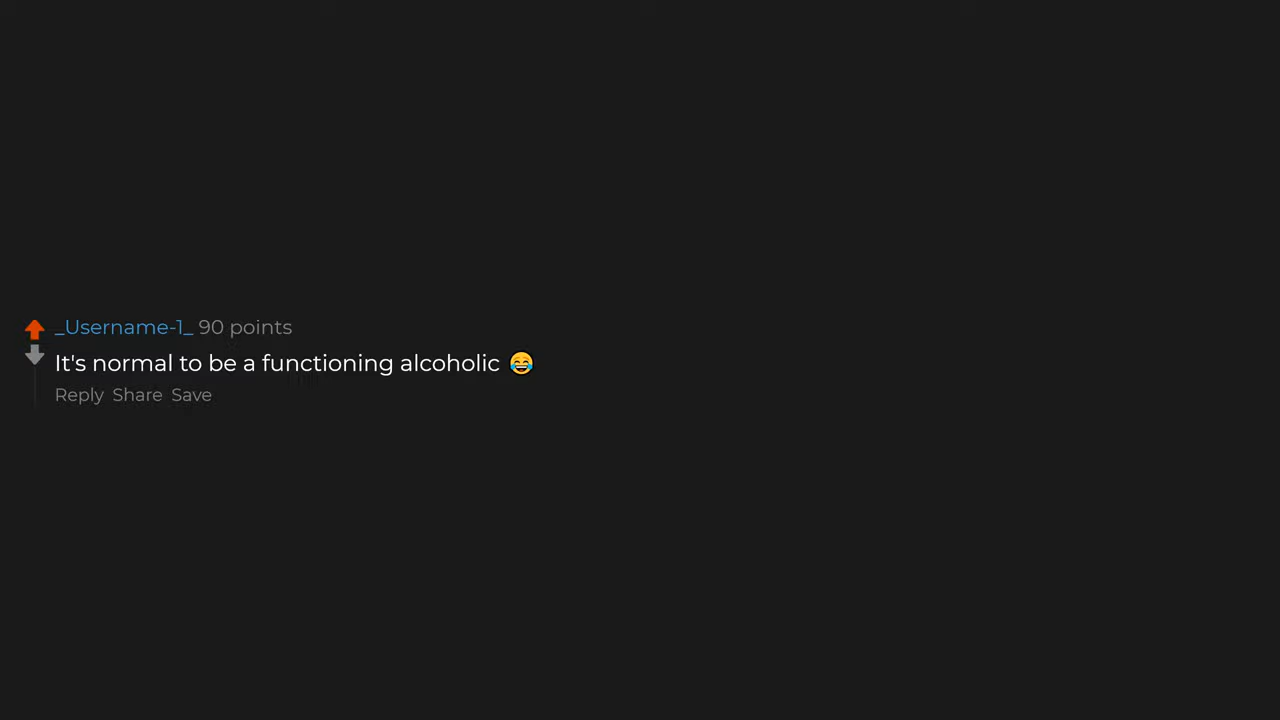 _Username-1_ 90 points
It's normal to be a functioning alcoholic 😂
Reply Share Save